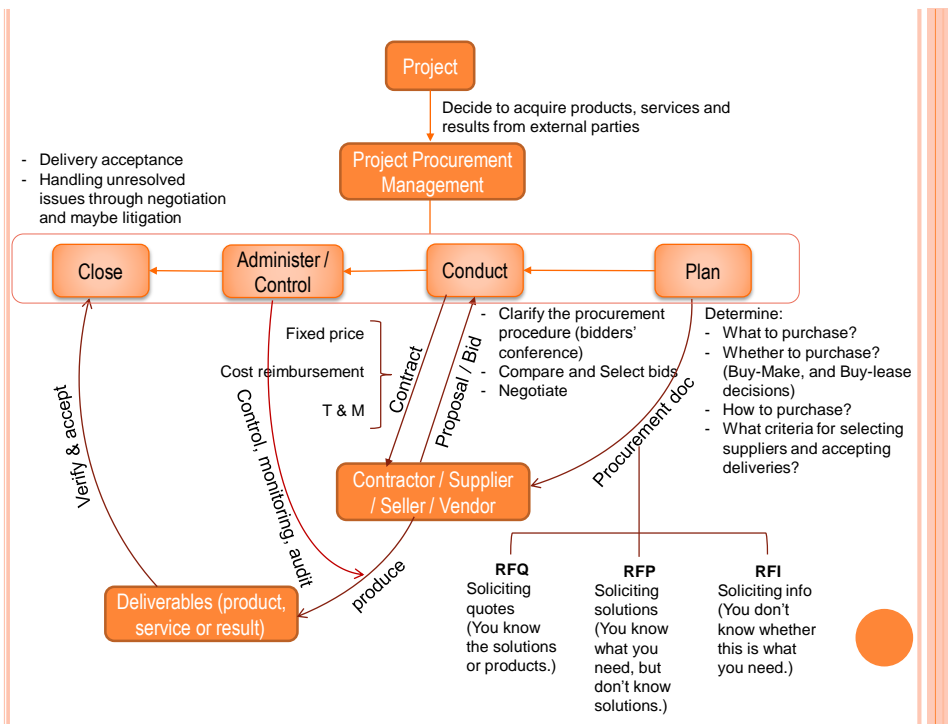 Project
Decide to acquire products, services and
results from external parties
Project Procurement
Management
- Delivery acceptance
- Handling unresolved
issues through negotiation
and maybe litigation
Close
Administer /
Control
Conduct
Plan
Fixed price
Cost reimbursement
T & M
Contract
Proposal / Bid
- Clarify the procurement
procedure (bidders'
conference)
- Compare and Select bids
- Negotiate
Determine:
- What to purchase?
- Whether to purchase?
(Buy-Make, and Buy-lease
decisions)
- How to purchase?
- What criteria for selecting
suppliers and accepting
deliveries?
Procurement doc
Verify & accept
Control, monitoring, audit
Contractor / Supplier
/ Seller / Vendor
produce
Deliverables (product,
service or result)
RFQ
Soliciting
quotes
(You know
the solutions
or products.)
RFP
Soliciting
solutions
(You know
what you
need, but
don't know
solutions.)
RFI
Soliciting info
(You don't
know whether
this is what
you need.)